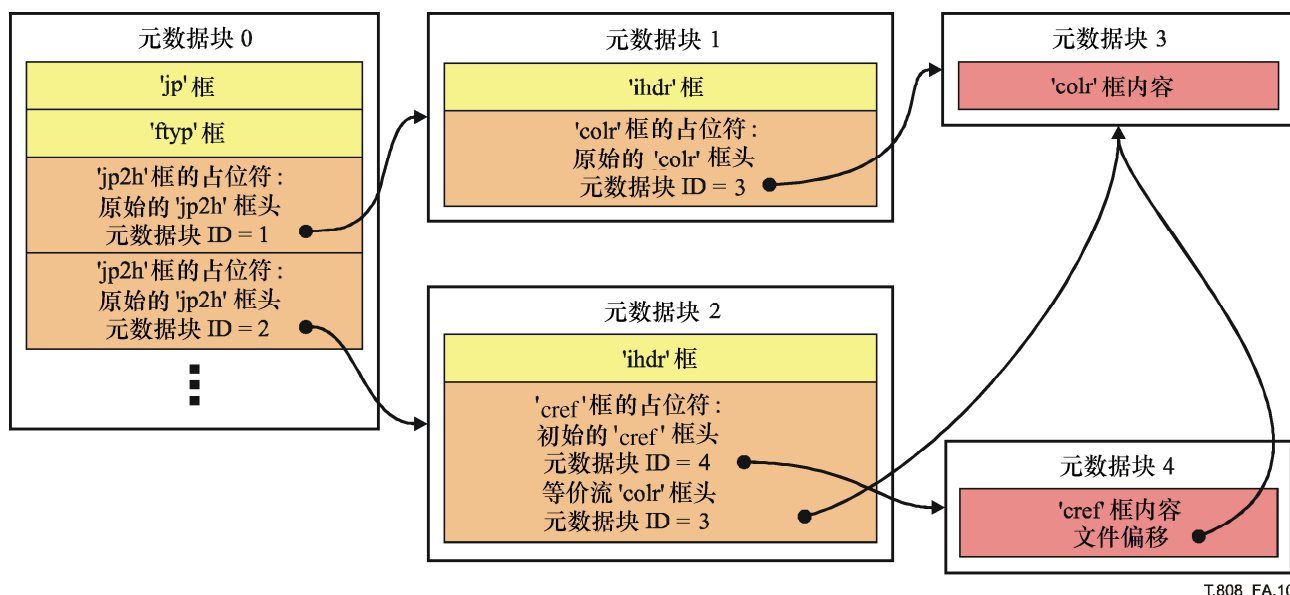 元数据块 0
'jp' 框
'ftyp' 框
'jp2h' 框的占位符:
原始的 'jp2h' 框头
元数据块 ID = 1
'jp2h' 框的占位符:
原始的 'jp2h' 框头
元数据块 ID = 2
元数据块 1
'ihdr' 框
'colr' 框的占位符:
原始的 'colr' 框头
元数据块 ID = 3
元数据块 2
'ihdr' 框
'cref' 框的占位符:
初始的 'cref' 框头
元数据块 ID = 4
等价流 'colr' 框头
元数据块 ID = 3
元数据块 3
'colr' 框内容
元数据块 4
'cref' 框内容
文件偏移
T.808_FA.10